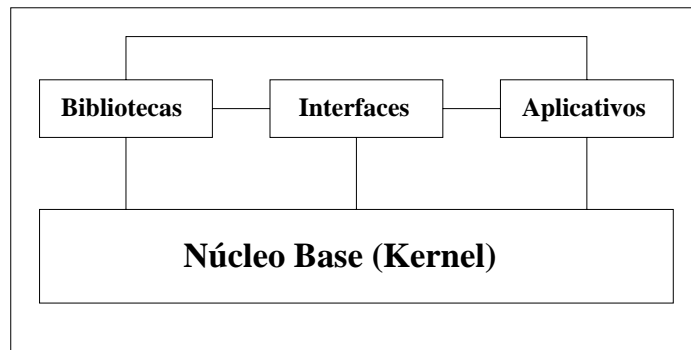 Bibliotecas
Interfaces
Aplicativos
Núcleo Base (Kernel)